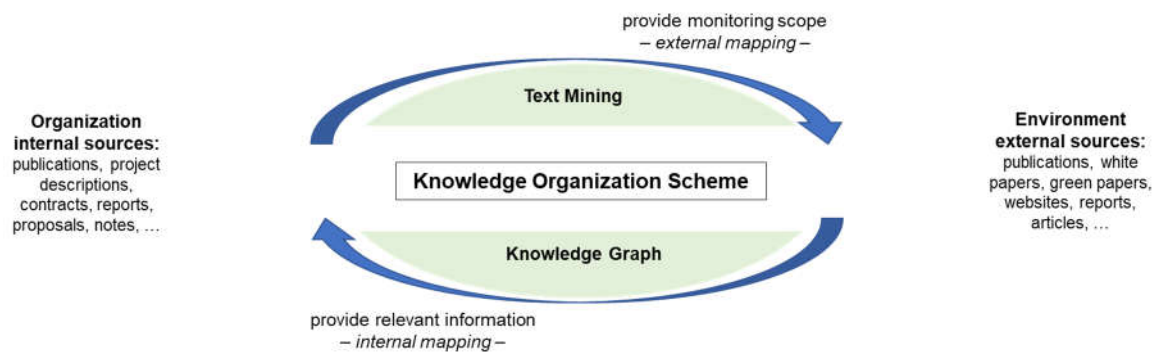 provide monitoring scope
– external mapping –
Text Mining
Organization
internal sources:
publications, project
descriptions,
contracts, reports,
proposals, notes, …
Environment
external sources:
publications, white
papers, green papers,
websites, reports,
articles, …
Knowledge Organization Scheme
Knowledge Graph
provide relevant information
– internal mapping –